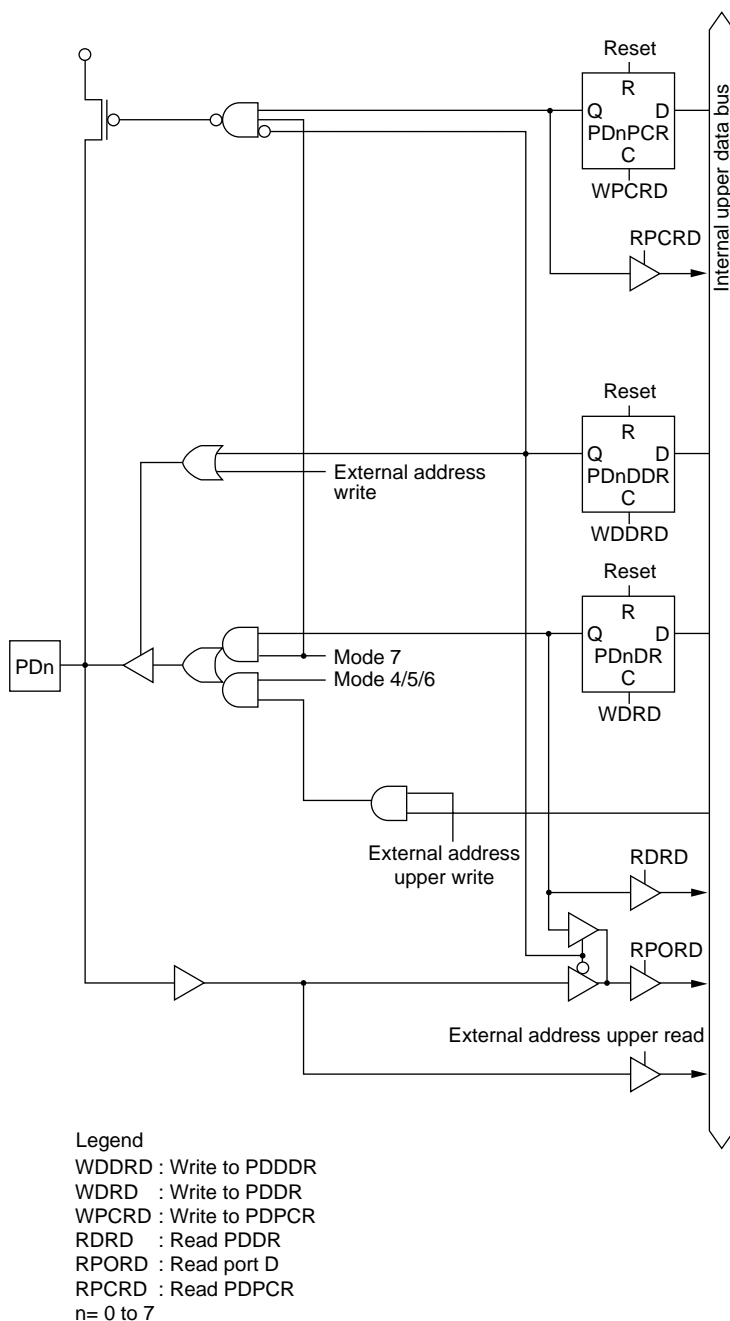 Reset
R
Q D
PDnPCR
C
WPCRD
RPCRD
Internal upper data bus
Reset
R
Q D
PDnDDR
C
WDDRD
External address
write
Reset
R
Q D
PDnDR
C
WDRD
PDn
Mode 7
Mode 4/5/6
External address
upper write
RDRD
RPORD
External address upper read
Legend
WDDRD : Write to PDDDR
WDRD : Write to PDDR
WPCRD : Write to PDPCR
RDRD : Read PDDR
RPORD : Read port D
RPCRD : Read PDPCR
n= 0 to 7